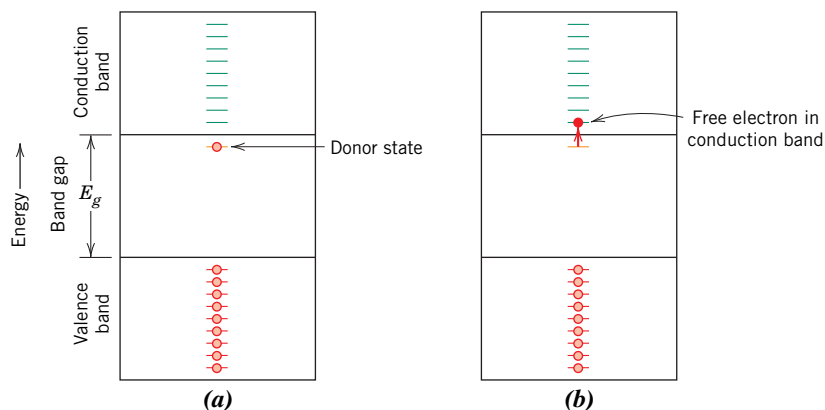 Conduction
band
Energy
Band gap
E_g
Donor state
Valence
band
(a)
Free electron in
conduction band
(b)